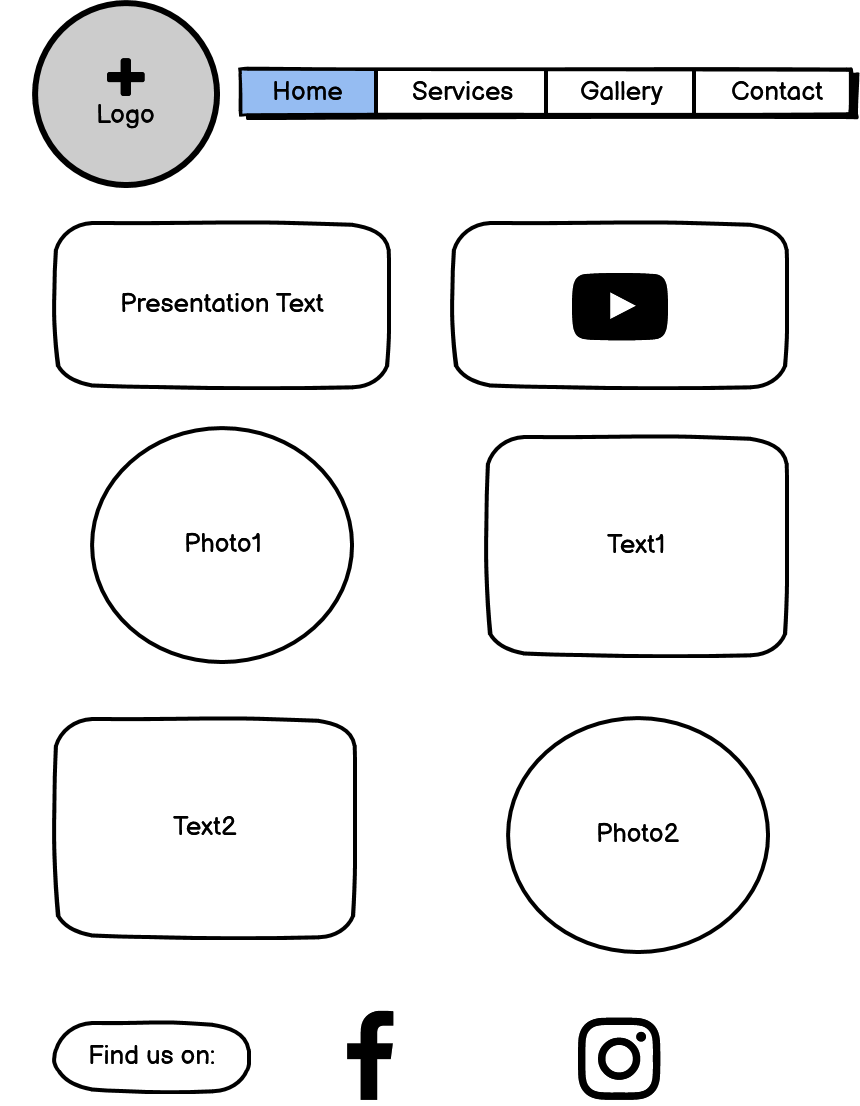 Logo
Home Services Gallery Contact
Presentation Text
Photo1
Text1
Text2
Photo2
Find us on: